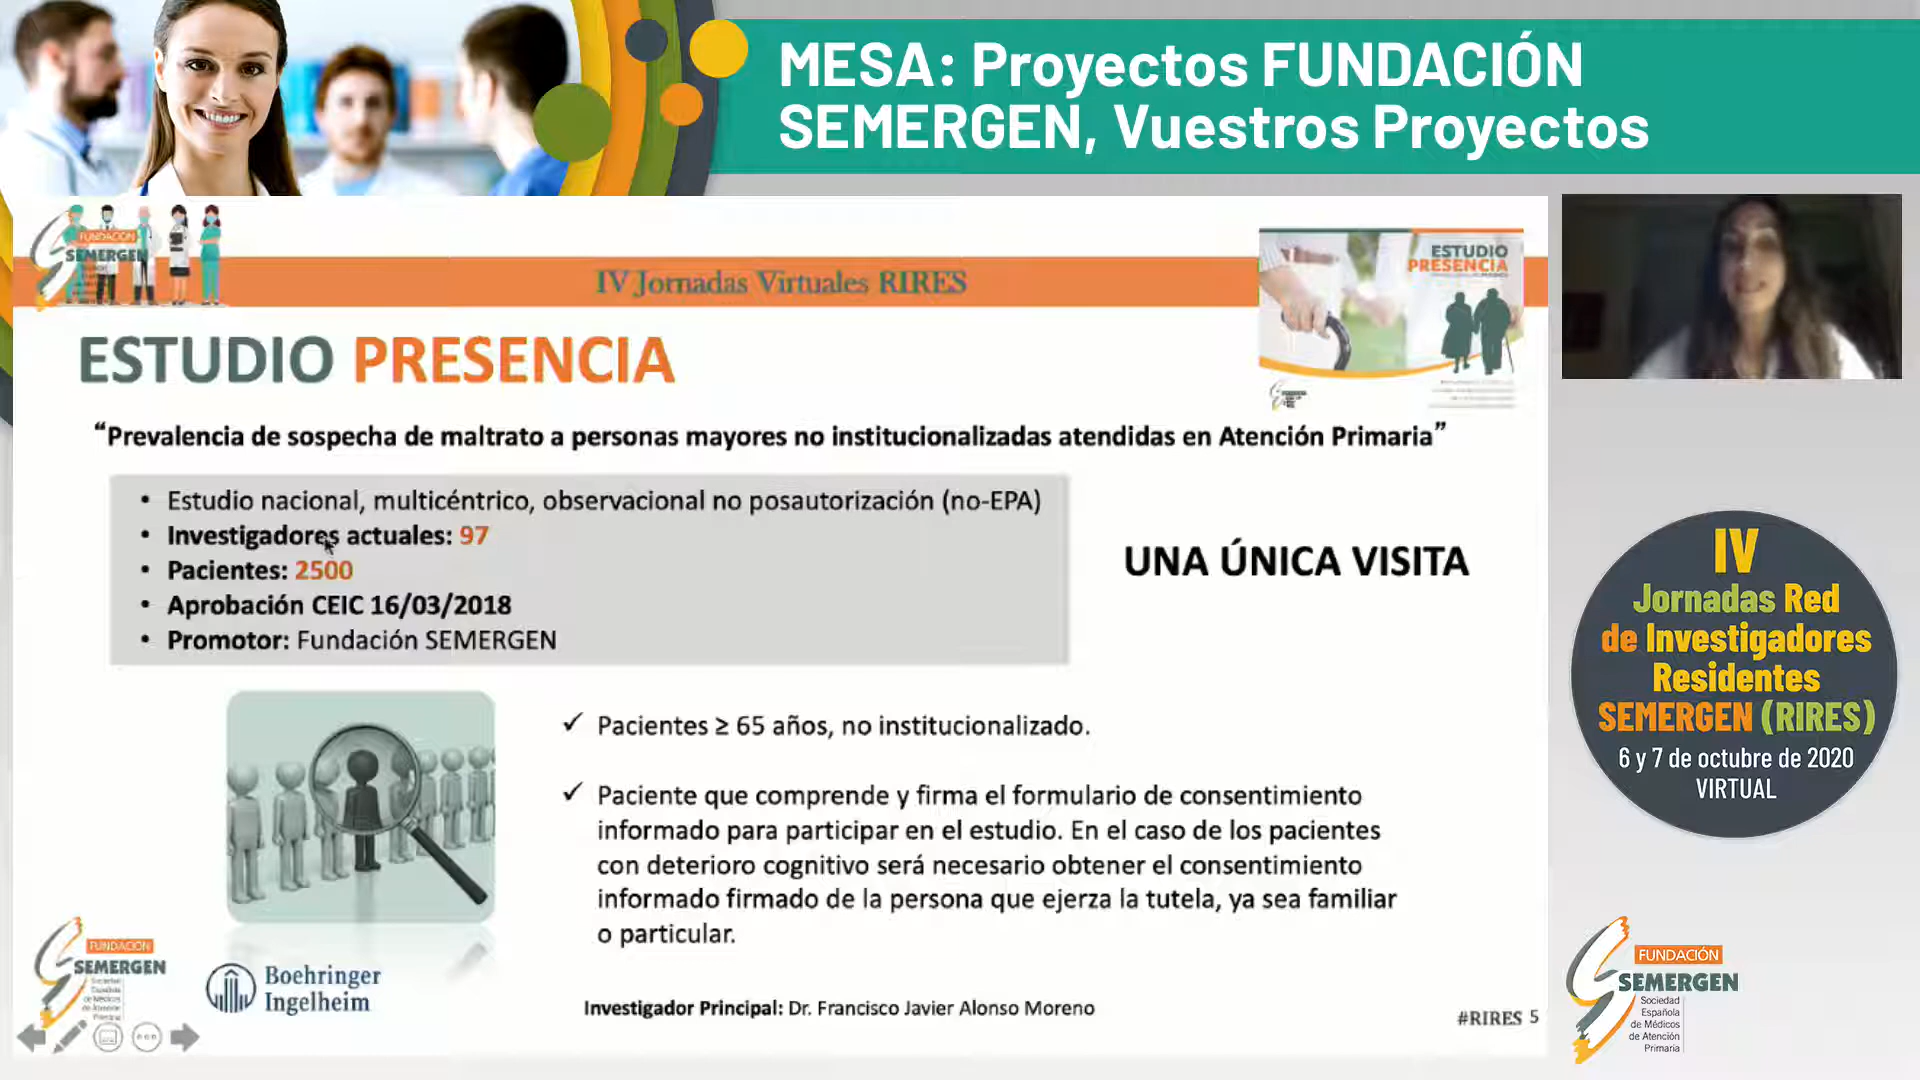 MESA: Proyectos FUNDACIÓN
SEMERGEN, Vuestros Proyectos
FUNDACIÓN
SEMERGEN
IV Jornadas Virtuales RIRES
ESTUDIO
PRESENCIA
ESTUDIO PRESENCIA
“Prevalencia de sospecha de maltrato a personas mayores no institucionalizadas atendidas en Atención Primaria”
• Estudio nacional, multicéntrico, observacional no posautorización (no-EPA)
• Investigadores actuales: 97
• Pacientes: 2500
• Aprobación CEIC 16/03/2018
• Promotor: Fundación SEMERGEN
UNA ÚNICA VISITA
✓ Pacientes ≥ 65 años, no institucionalizado.
✓ Paciente que comprende y firma el formulario de consentimiento
informado para participar en el estudio. En el caso de los pacientes
con deterioro cognitivo será necesario obtener el consentimiento
informado firmado de la persona que ejerza la tutela, ya sea familiar
o particular.
FUNDACIÓN
SEMERGEN
Sociedad
Española
de Médicos
de Atención
Primaria
Boehringer
Ingelheim
Investigador Principal: Dr. Francisco Javier Alonso Moreno
#RIRES 5
IV
Jornadas Red
de Investigadores
Residentes
SEMERGEN (RIRES)
6 y 7 de octubre de 2020
VIRTUAL
FUNDACIÓN
SEMERGEN
Sociedad
Española
de Médicos
de Atención
Primaria